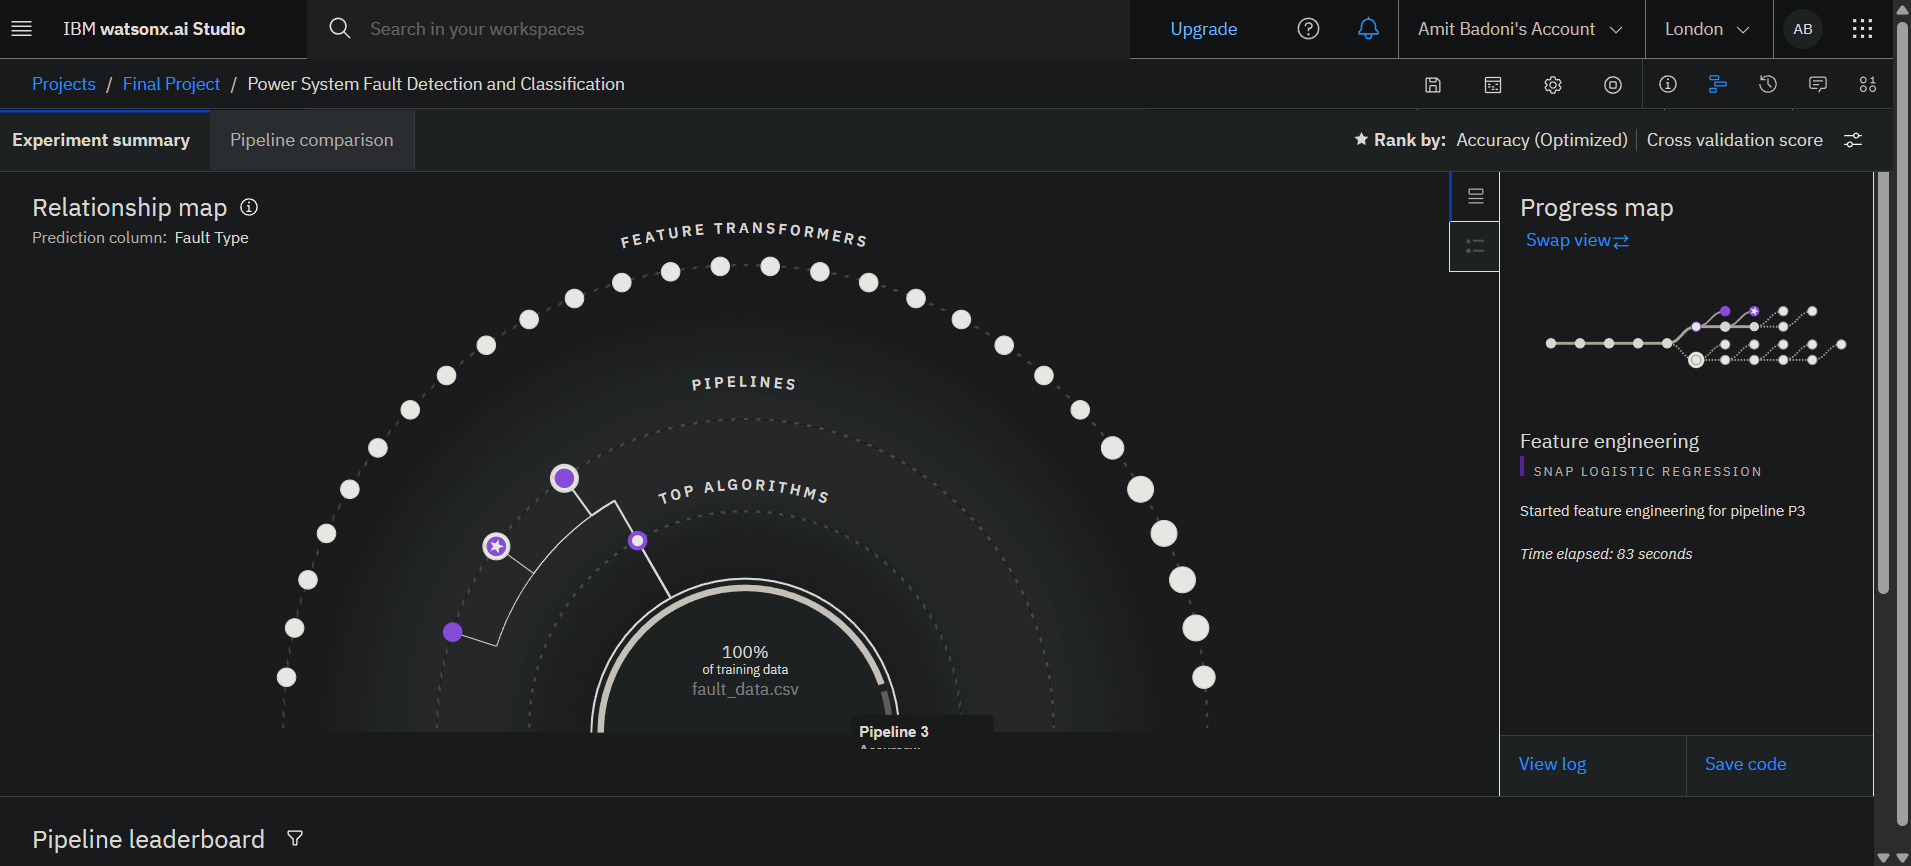 IBM watsonx.ai Studio
Search in your workspaces
Upgrade
Amit Badoni's Account
London
AB
Projects / Final Project / Power System Fault Detection and Classification
Experiment summary
Pipeline comparison
Rank by: Accuracy (Optimized) | Cross validation score
Relationship map
Prediction column: Fault Type
FEATURE TRANSFORMERS
PIPELINES
TOP ALGORITHMS
100%
of training data
fault_data.csv
Pipeline 3
Progress map
Swap view
Feature engineering
SNAP LOGISTIC REGRESSION
Started feature engineering for pipeline P3
Time elapsed: 83 seconds
View log
Save code
Pipeline leaderboard